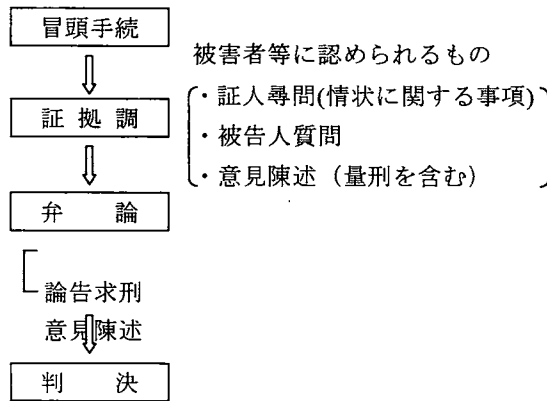 冒頭手続
被害者等に認められるもの
・証人尋問(情状に関する事項)
証拠調
・被告人質問
・意見陳述（量刑を含む）
弁　論
論告求刑
意見陳述
判　決